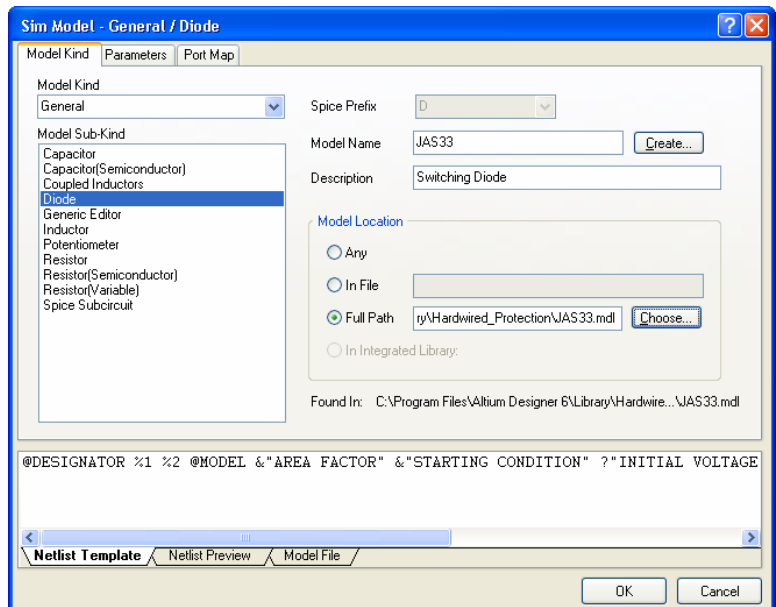 Sim Model - General / Diode
Model Kind Parameters Port Map
Model Kind
General
Spice Prefix D
Model Sub-Kind
Capacitor
Capacitor(Semiconductor)
Coupled Inductors
Diode
Generic Editor
Inductor
Potentiometer
Resistor
Resistor(Semiconductor)
Resistor(Variable)
Spice Subcircuit
Model Name JAS33 Create...
Description Switching Diode
Model Location
Any
In File
Full Path ry\Hardwired_Protection\JAS33.mdl Choose...
In Integrated Library:
Found In: C:\Program Files\Altium Designer 6\Library\Hardwire...\JAS33.mdl
@DESIGNATOR %1 %2 @MODEL &"AREA FACTOR" &"STARTING CONDITION" ?"INITIAL VOLTAGE
Netlist Template Netlist Preview Model File
OK Cancel